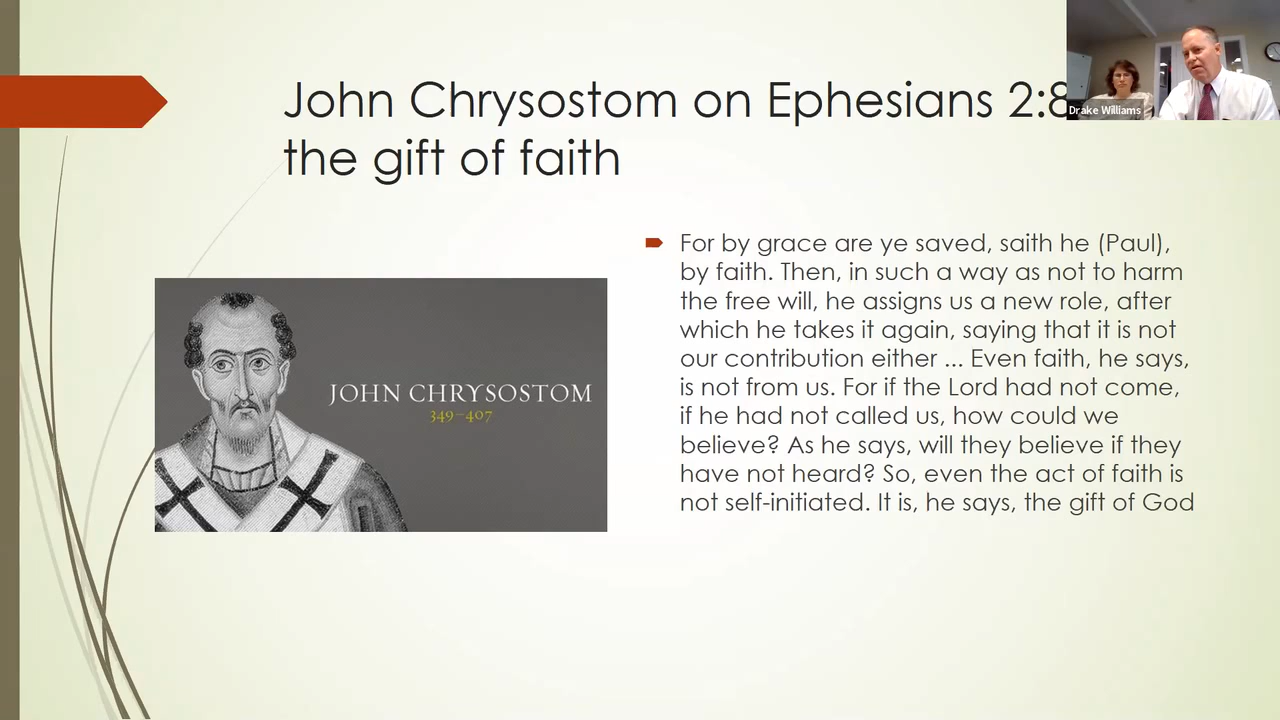 John Chrysostom on Ephesians 2:8
the gift of faith
Drake Williams
For by grace are ye saved, saith he (Paul),
by faith. Then, in such a way as not to harm
the free will, he assigns us a new role, after
which he takes it again, saying that it is not
our contribution either ... Even faith, he says,
is not from us. For if the Lord had not come,
if he had not called us, how could we
believe? As he says, will they believe if they
have not heard? So, even the act of faith is
not self-initiated. It is, he says, the gift of God
JOHN CHRYSOSTOM
349–407